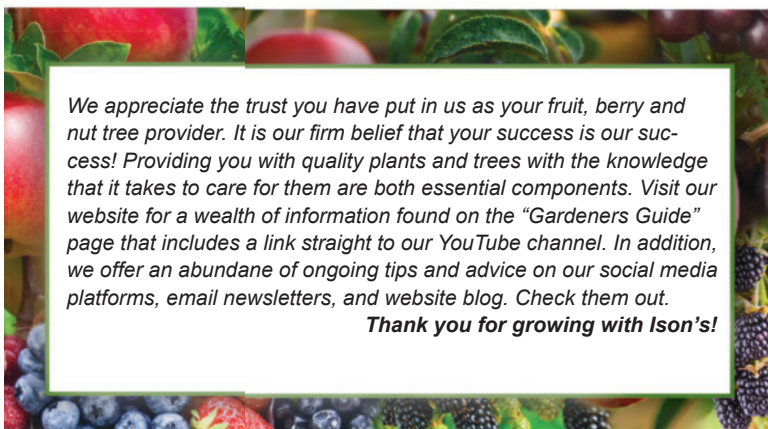 We appreciate the trust you have put in us as your fruit, berry and
nut tree provider. It is our firm belief that your success is our suc-
cess! Providing you with quality plants and trees with the knowledge
that it takes to care for them are both essential components. Visit our
website for a wealth of information found on the “Gardeners Guide”
page that includes a link straight to our YouTube channel. In addition,
we offer an abundane of ongoing tips and advice on our social media
platforms, email newsletters, and website blog. Check them out.
Thank you for growing with Ison’s!